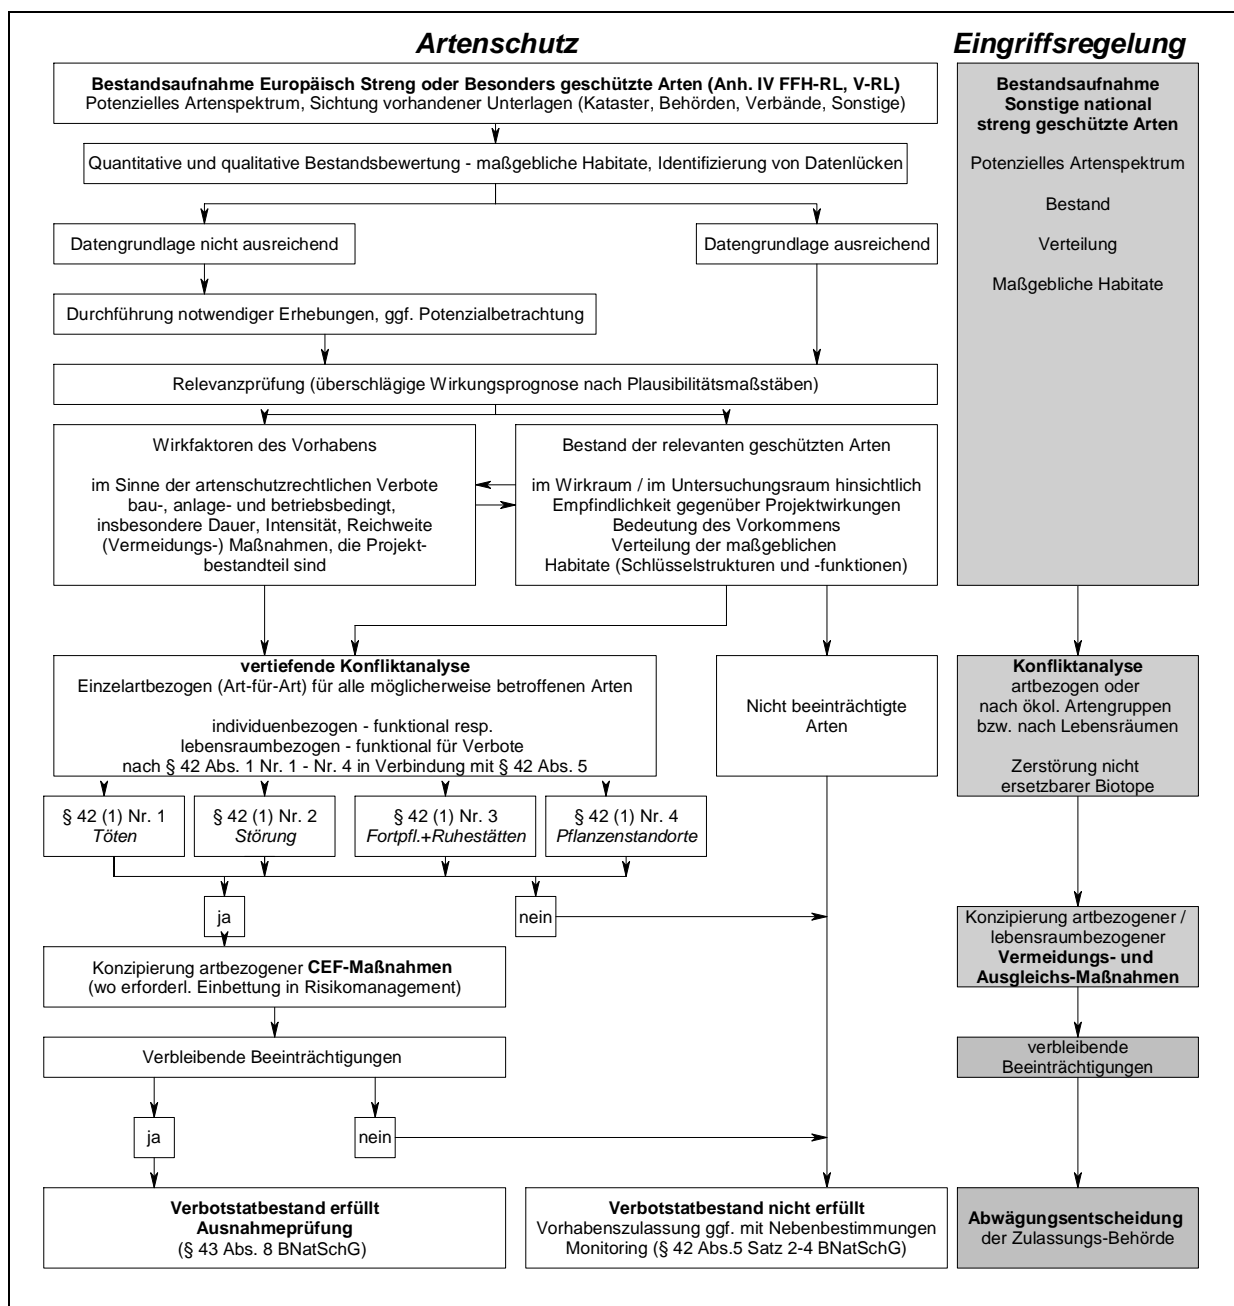 Artenschutz
Eingriffsregelung
Bestandsaufnahme Europäisch Streng oder Besonders geschützte Arten (Anh. IV FFH-RL, V-RL)
Potenzielles Artenspektrum, Sichtung vorhandener Unterlagen (Kataster, Behörden, Verbände, Sonstige)
Quantitative und qualitative Bestandsbewertung - maßgebliche Habitate, Identifizierung von Datenlücken
Datengrundlage nicht ausreichend
Datengrundlage ausreichend
Durchführung notwendiger Erhebungen, ggf. Potenzialbetrachtung
Relevanzprüfung (überschlägige Wirkungsprognose nach Plausibilitätsmaßstäben)
Wirkfaktoren des Vorhabens
im Sinne der artenschutzrechtlichen Verbote
bau-, anlage- und betriebsbedingt,
insbesondere Dauer, Intensität, Reichweite
(Vermeidungs-) Maßnahmen, die Projekt-
bestandteil sind
Bestand der relevanten geschützten Arten
im Wirkraum / im Untersuchungsraum hinsichtlich
Empfindlichkeit gegenüber Projektwirkungen
Bedeutung des Vorkommens
Verteilung der maßgeblichen
Habitate (Schlüsselstrukturen und -funktionen)
vertiefende Konfliktanalyse
Einzelartbezogen (Art-für-Art) für alle möglicherweise betroffenen Arten
individuenbezogen - funktional resp.
lebensraumbezogen - funktional für Verbote
nach § 42 Abs. 1 Nr. 1 - Nr. 4 in Verbindung mit § 42 Abs. 5
Nicht beeinträchtigte
Arten
§ 42 (1) Nr. 1
Töten
§ 42 (1) Nr. 2
Störung
§ 42 (1) Nr. 3
Fortpfl.+Ruhestätten
§ 42 (1) Nr. 4
Pflanzenstandorte
ja
nein
Konzipierung artbezogener CEF-Maßnahmen
(wo erforderl. Einbettung in Risikomanagement)
Verbleibende Beeinträchtigungen
ja
nein
Verbotstatbestand erfüllt
Ausnahmeprüfung
(§ 43 Abs. 8 BNatSchG)
Verbotstatbestand nicht erfüllt
Vorhabenszulassung ggf. mit Nebenbestimmungen
Monitoring (§ 42 Abs.5 Satz 2-4 BNatSchG)
Bestandsaufnahme
Sonstige national
streng geschützte Arten
Potenzielles Artenspektrum
Bestand
Verteilung
Maßgebliche Habitate
Konfliktanalyse
artbezogen oder
nach ökol. Artengruppen
bzw. nach Lebensräumen
Zerstörung nicht
ersetzbarer Biotope
Konzipierung artbezogener /
lebensraumbezogener
Vermeidungs- und
Ausgleichs-Maßnahmen
verbleibende
Beeinträchtigungen
Abwägungsentscheidung
der Zulassungs-Behörde